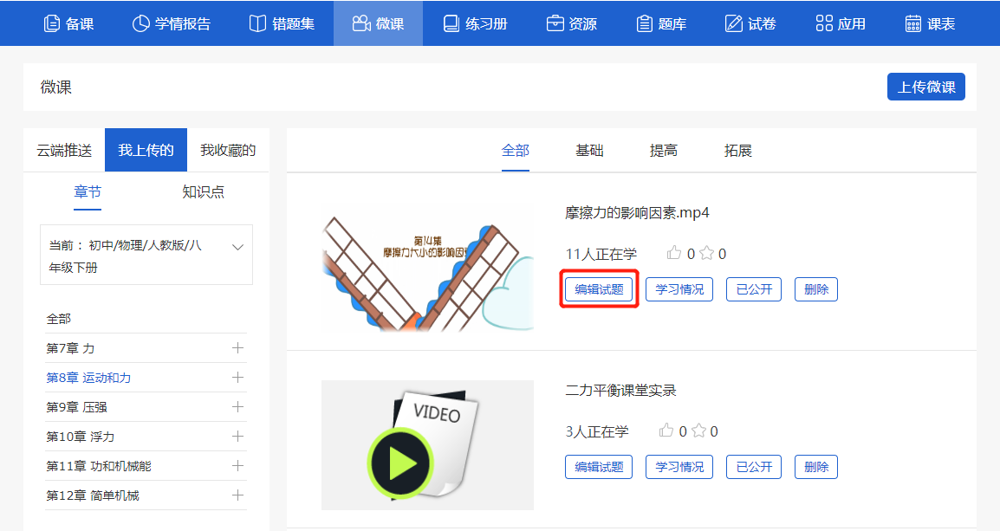 备课 学情报告 错题集 微课 练习册 资源 题库 试卷 应用 课表
微课
上传微课
云端推送 我上传的 我收藏的
章节 知识点
当前：初中/物理/人教版/八
年级下册
全部
第7章 力
第8章 运动和力
第9章 压强
第10章 浮力
第11章 功和机械能
第12章 简单机械
全部 基础 提高 拓展
第14集
摩擦力大小的影响因素
摩擦力的影响因素.mp4
11人正在学 0 0
编辑试题 学习情况 已公开 删除
VIDEO
二力平衡课堂实录
3人正在学 0 0
编辑试题 学习情况 已公开 删除